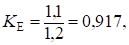 K_E = 1,1/1,2 = 0,917,